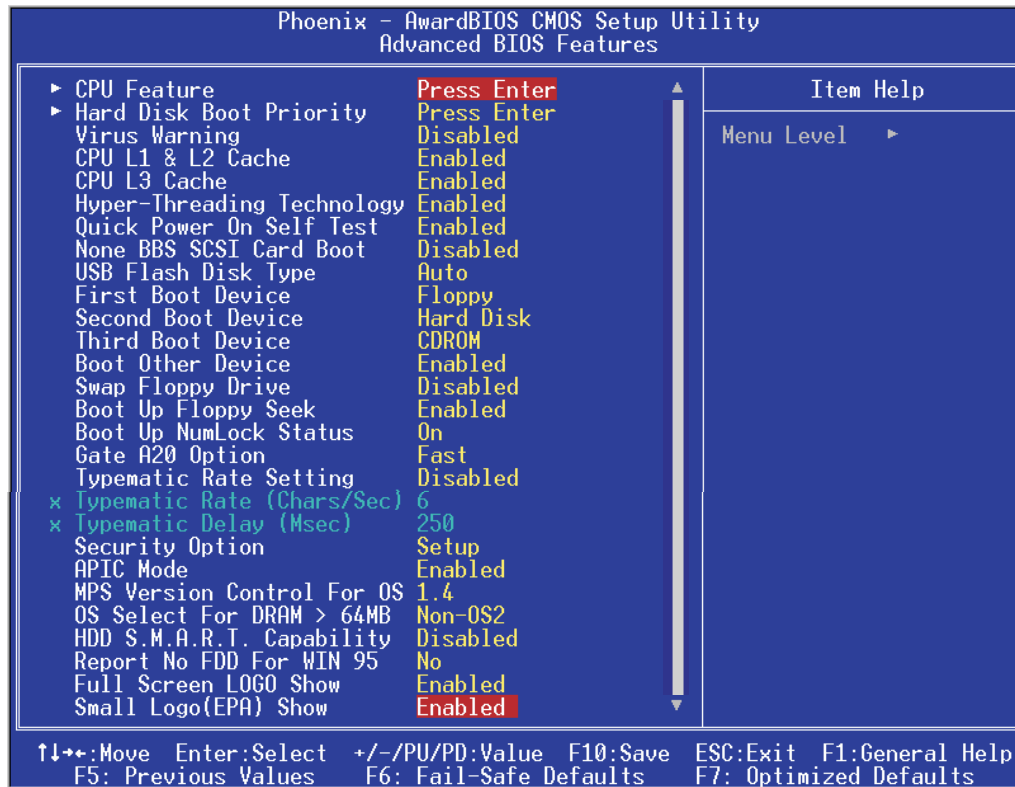 Phoenix - AwardBIOS CMOS Setup Utility
Advanced BIOS Features
► CPU Feature Press Enter ▲ Item Help
► Hard Disk Boot Priority Press Enter
Virus Warning Disabled Menu Level ►
CPU L1 & L2 Cache Enabled
CPU L3 Cache Enabled
Hyper-Threading Technology Enabled
Quick Power On Self Test Enabled
None BBS SCSI Card Boot Disabled
USB Flash Disk Type Auto
First Boot Device Floppy
Second Boot Device Hard Disk
Third Boot Device CDROM
Boot Other Device Enabled
Swap Floppy Drive Disabled
Boot Up Floppy Seek Enabled
Boot Up NumLock Status On
Gate A20 Option Fast
Typematic Rate Setting Disabled
x Typematic Rate (Chars/Sec) 6
x Typematic Delay (Msec) 250
Security Option Setup
APIC Mode Enabled
MPS Version Control For OS 1.4
OS Select For DRAM > 64MB Non-OS2
HDD S.M.A.R.T. Capability Disabled
Report No FDD For WIN 95 No
Full Screen LOGO Show Enabled
Small Logo(EPA) Show Enabled ▼
↑↓→←:Move Enter:Select +/-/PU/PD:Value F10:Save ESC:Exit F1:General Help
F5: Previous Values F6: Fail-Safe Defaults F7: Optimized Defaults